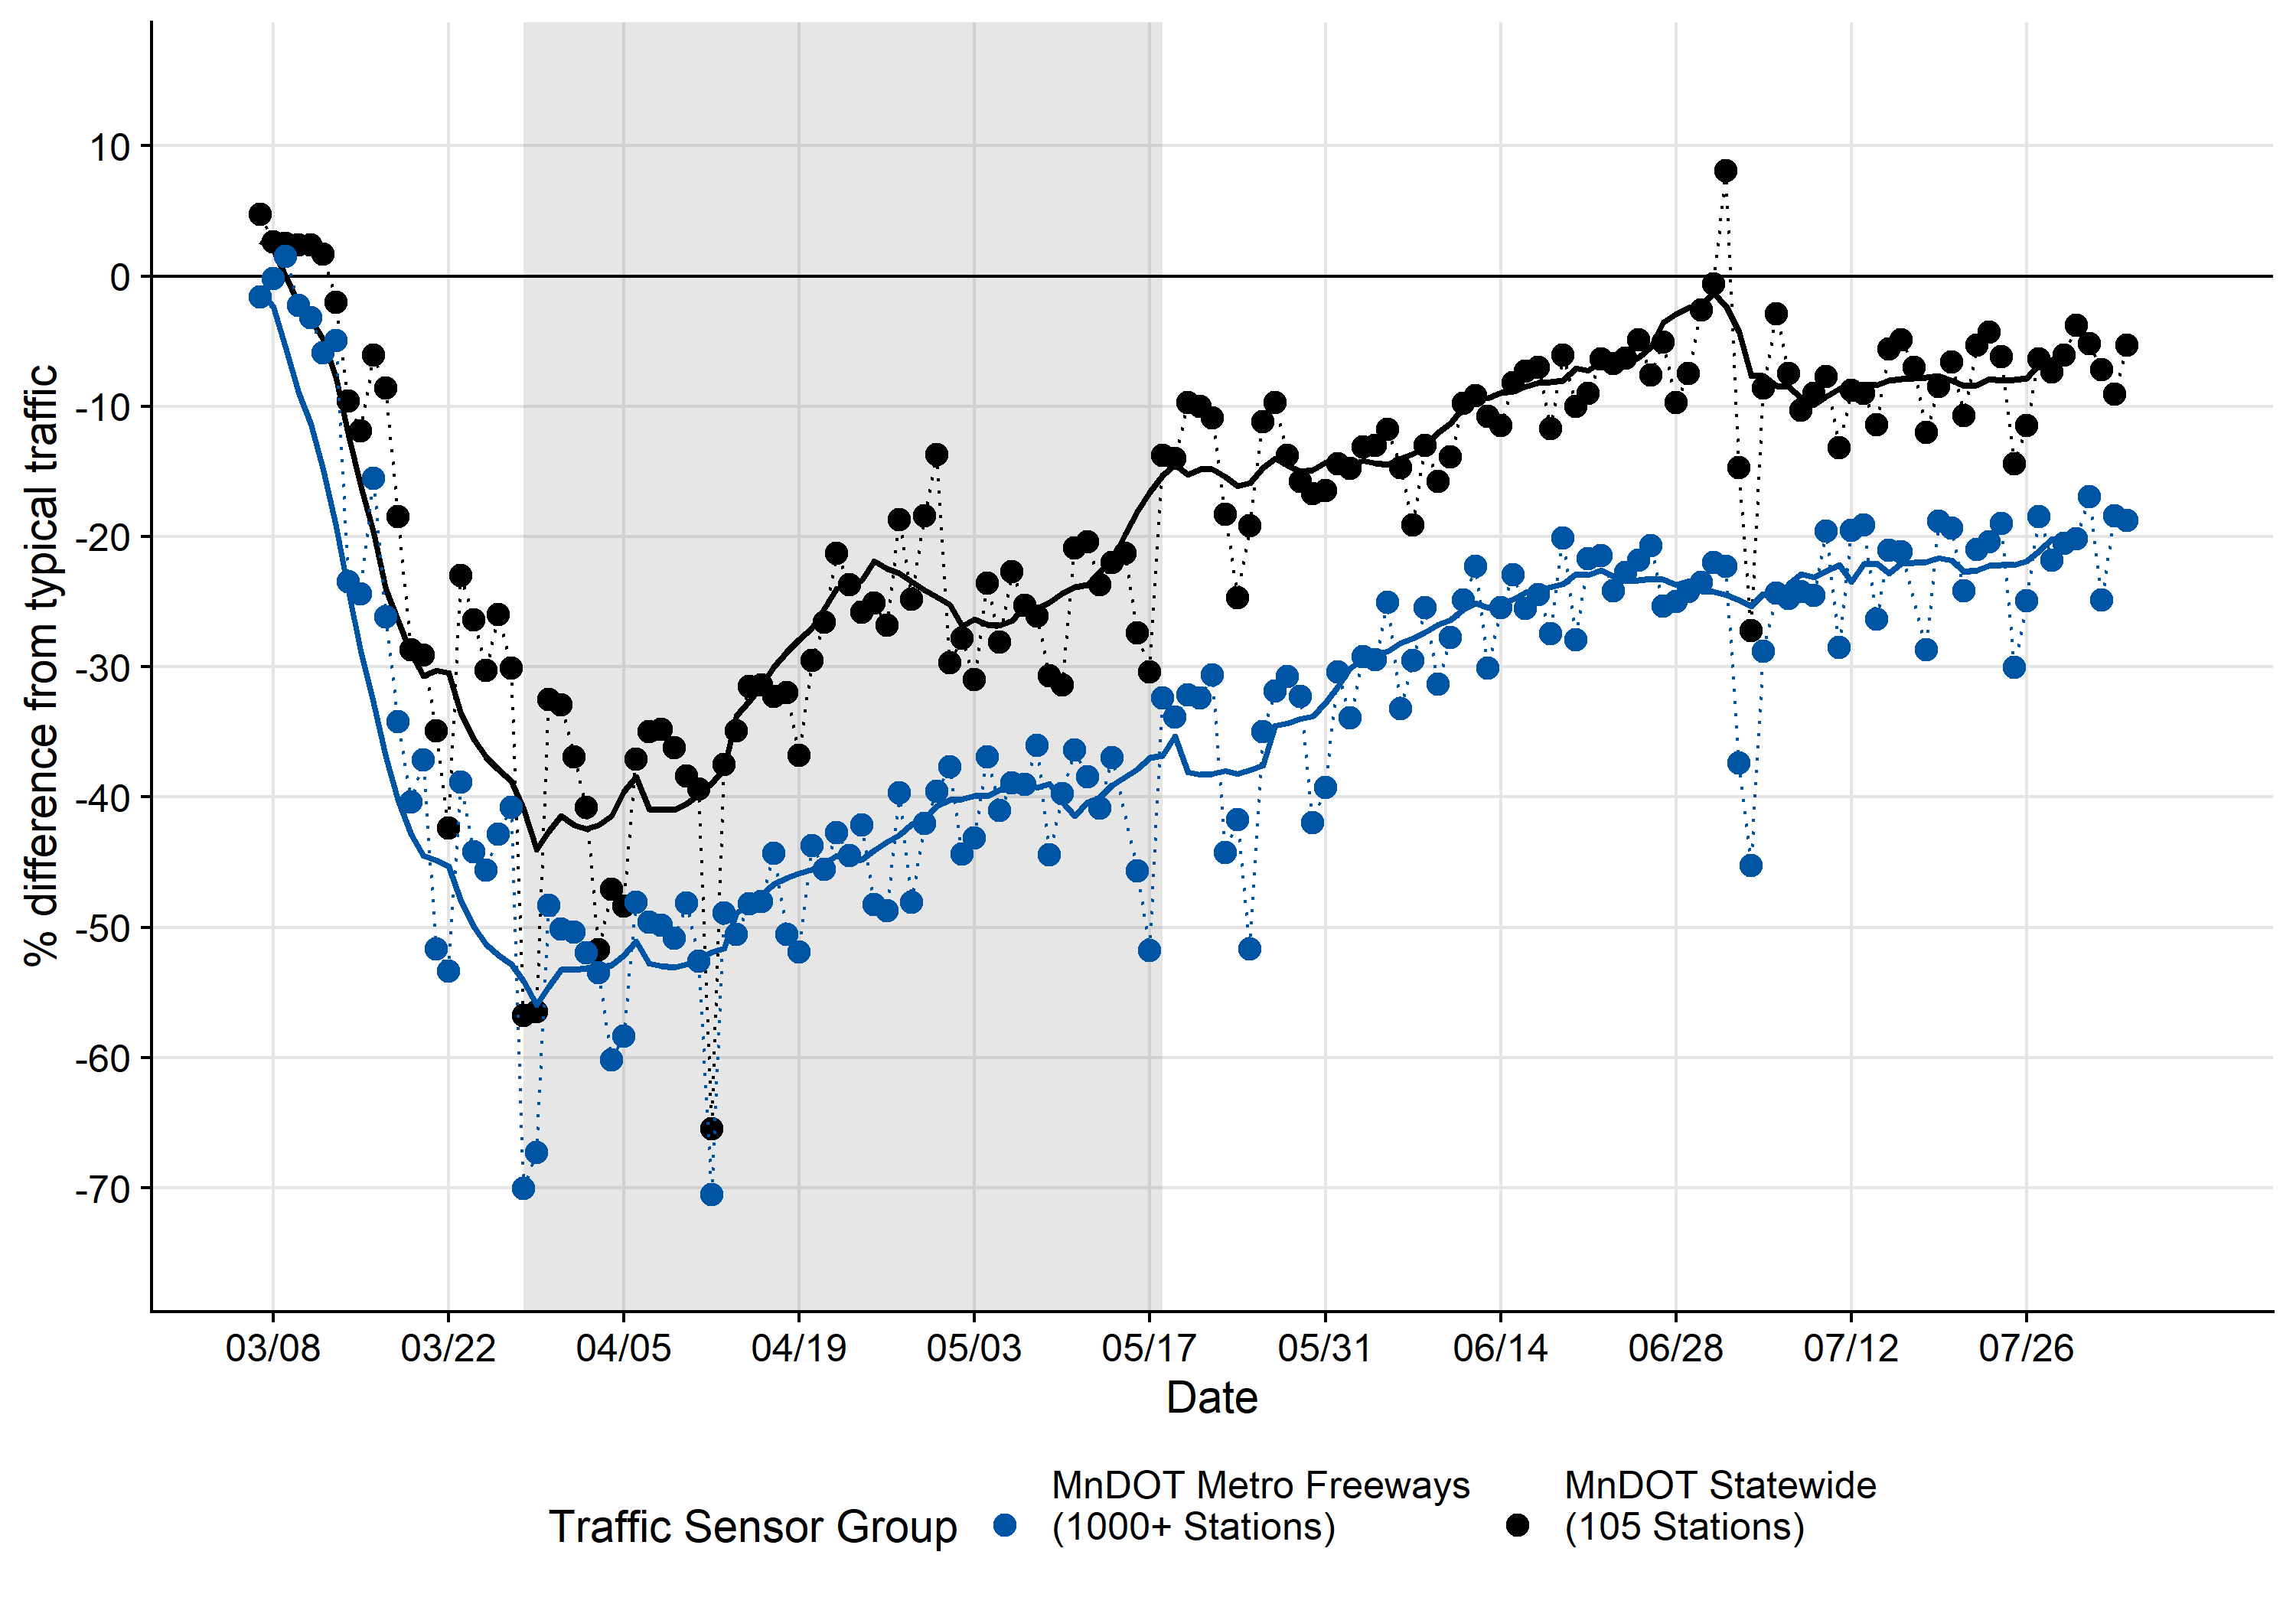 % difference from typical traffic
10
0
-10
-20
-30
-40
-50
-60
-70
03/08 03/22 04/05 04/19 05/03 05/17 05/31 06/14 06/28 07/12 07/26
Date
Traffic Sensor Group
MnDOT Metro Freeways
(1000+ Stations)
MnDOT Statewide
(105 Stations)